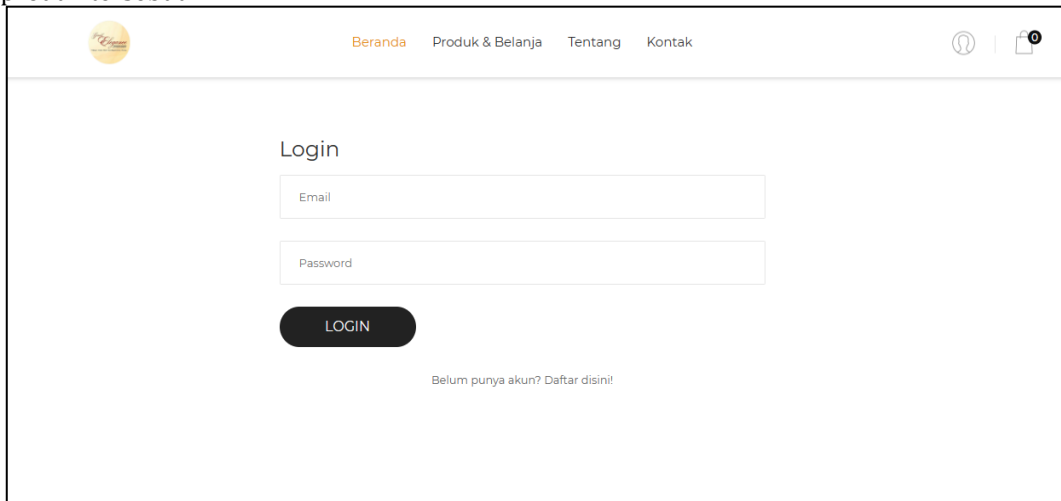 Beranda Produk & Belanja Tentang Kontak 0
Login
Email
Password
LOGIN
Belum punya akun? Daftar disini!